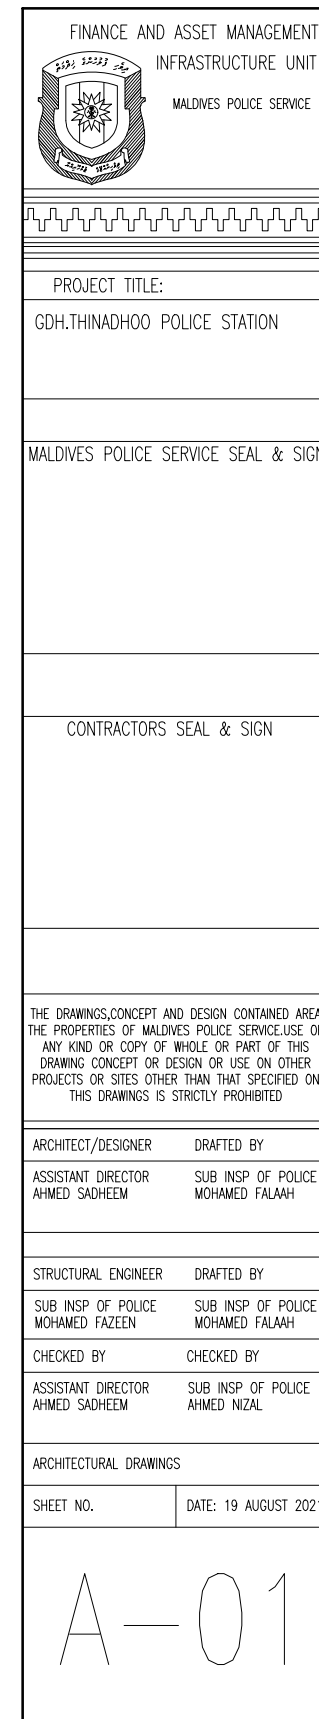 FINANCE AND ASSET MANAGEMENT
INFRASTRUCTURE UNIT
MALDIVES POLICE SERVICE
PROJECT TITLE:
GDH.THINADHOO POLICE STATION
MALDIVES POLICE SERVICE SEAL & SIGN
CONTRACTORS SEAL & SIGN
THE DRAWINGS,CONCEPT AND DESIGN CONTAINED AREA
THE PROPERTIES OF MALDIVES POLICE SERVICE.USE OF
ANY KIND OR COPY OF WHOLE OR PART OF THIS
DRAWING CONCEPT OR DESIGN OR USE ON OTHER
PROJECTS OR SITES OTHER THAN THAT SPECIFIED ON
THIS DRAWINGS IS STRICTLY PROHIBITED
ARCHITECT/DESIGNER DRAFTED BY
ASSISTANT DIRECTOR SUB INSP OF POLICE
AHMED SADHEEM MOHAMED FALAAH
STRUCTURAL ENGINEER DRAFTED BY
SUB INSP OF POLICE SUB INSP OF POLICE
MOHAMED FAZEEN MOHAMED FALAAH
CHECKED BY CHECKED BY
ASSISTANT DIRECTOR SUB INSP OF POLICE
AHMED SADHEEM AHMED NIZAL
ARCHITECTURAL DRAWINGS
SHEET NO. DATE: 19 AUGUST 2021
A-01